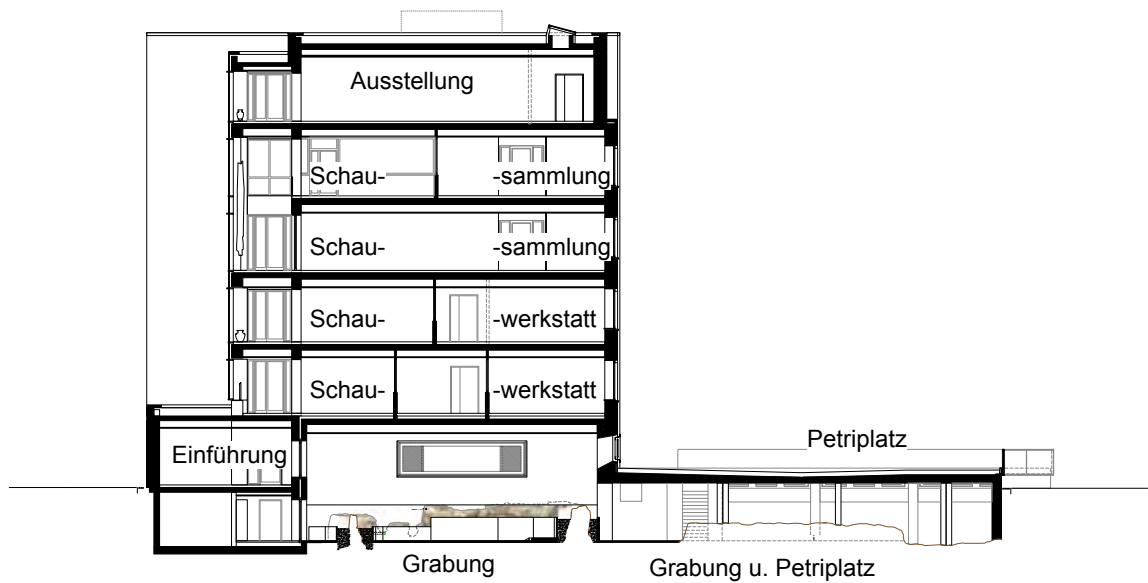 Ausstellung
Schau- -sammlung
Schau- -sammlung
Schau- -werkstatt
Schau- -werkstatt
Petriplatz
Einführung
Grabung
Grabung u. Petriplatz